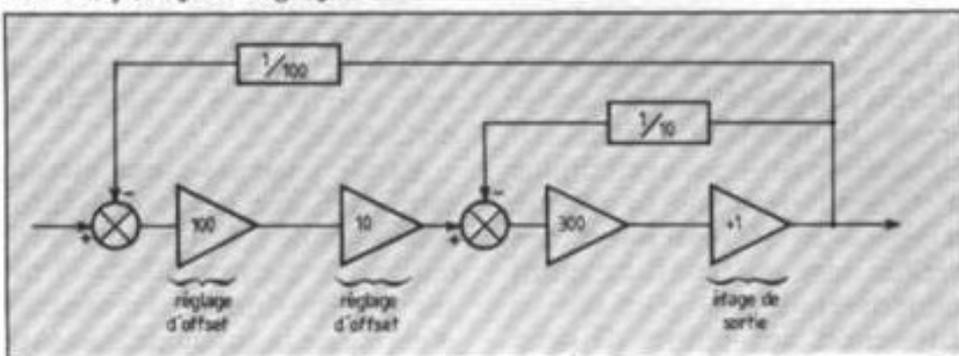 1/100
1/10
-
-
+
100
10
+
300
+1
réglage
d'offset
réglage
d'offset
étage de
sortie